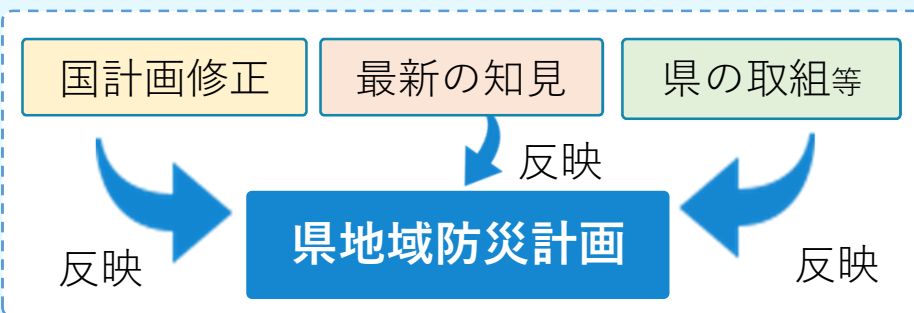 国計画修正
最新の知見
県の取組等
反映
県地域防災計画
反映
反映